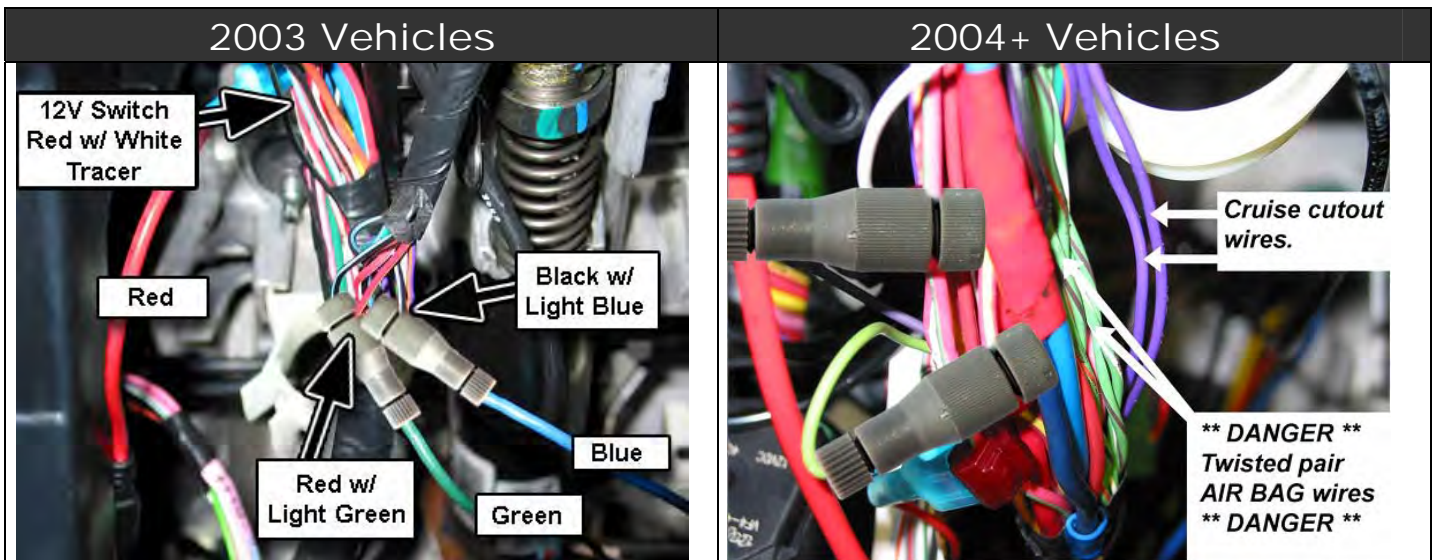 2003 Vehicles
2004+ Vehicles
12V Switch
Red w/ White
Tracer
Red
Black w/
Light Blue
Red w/
Light Green
Green
Blue
Cruise cutout
wires.
** DANGER **
Twisted pair
AIR BAG wires
** DANGER **